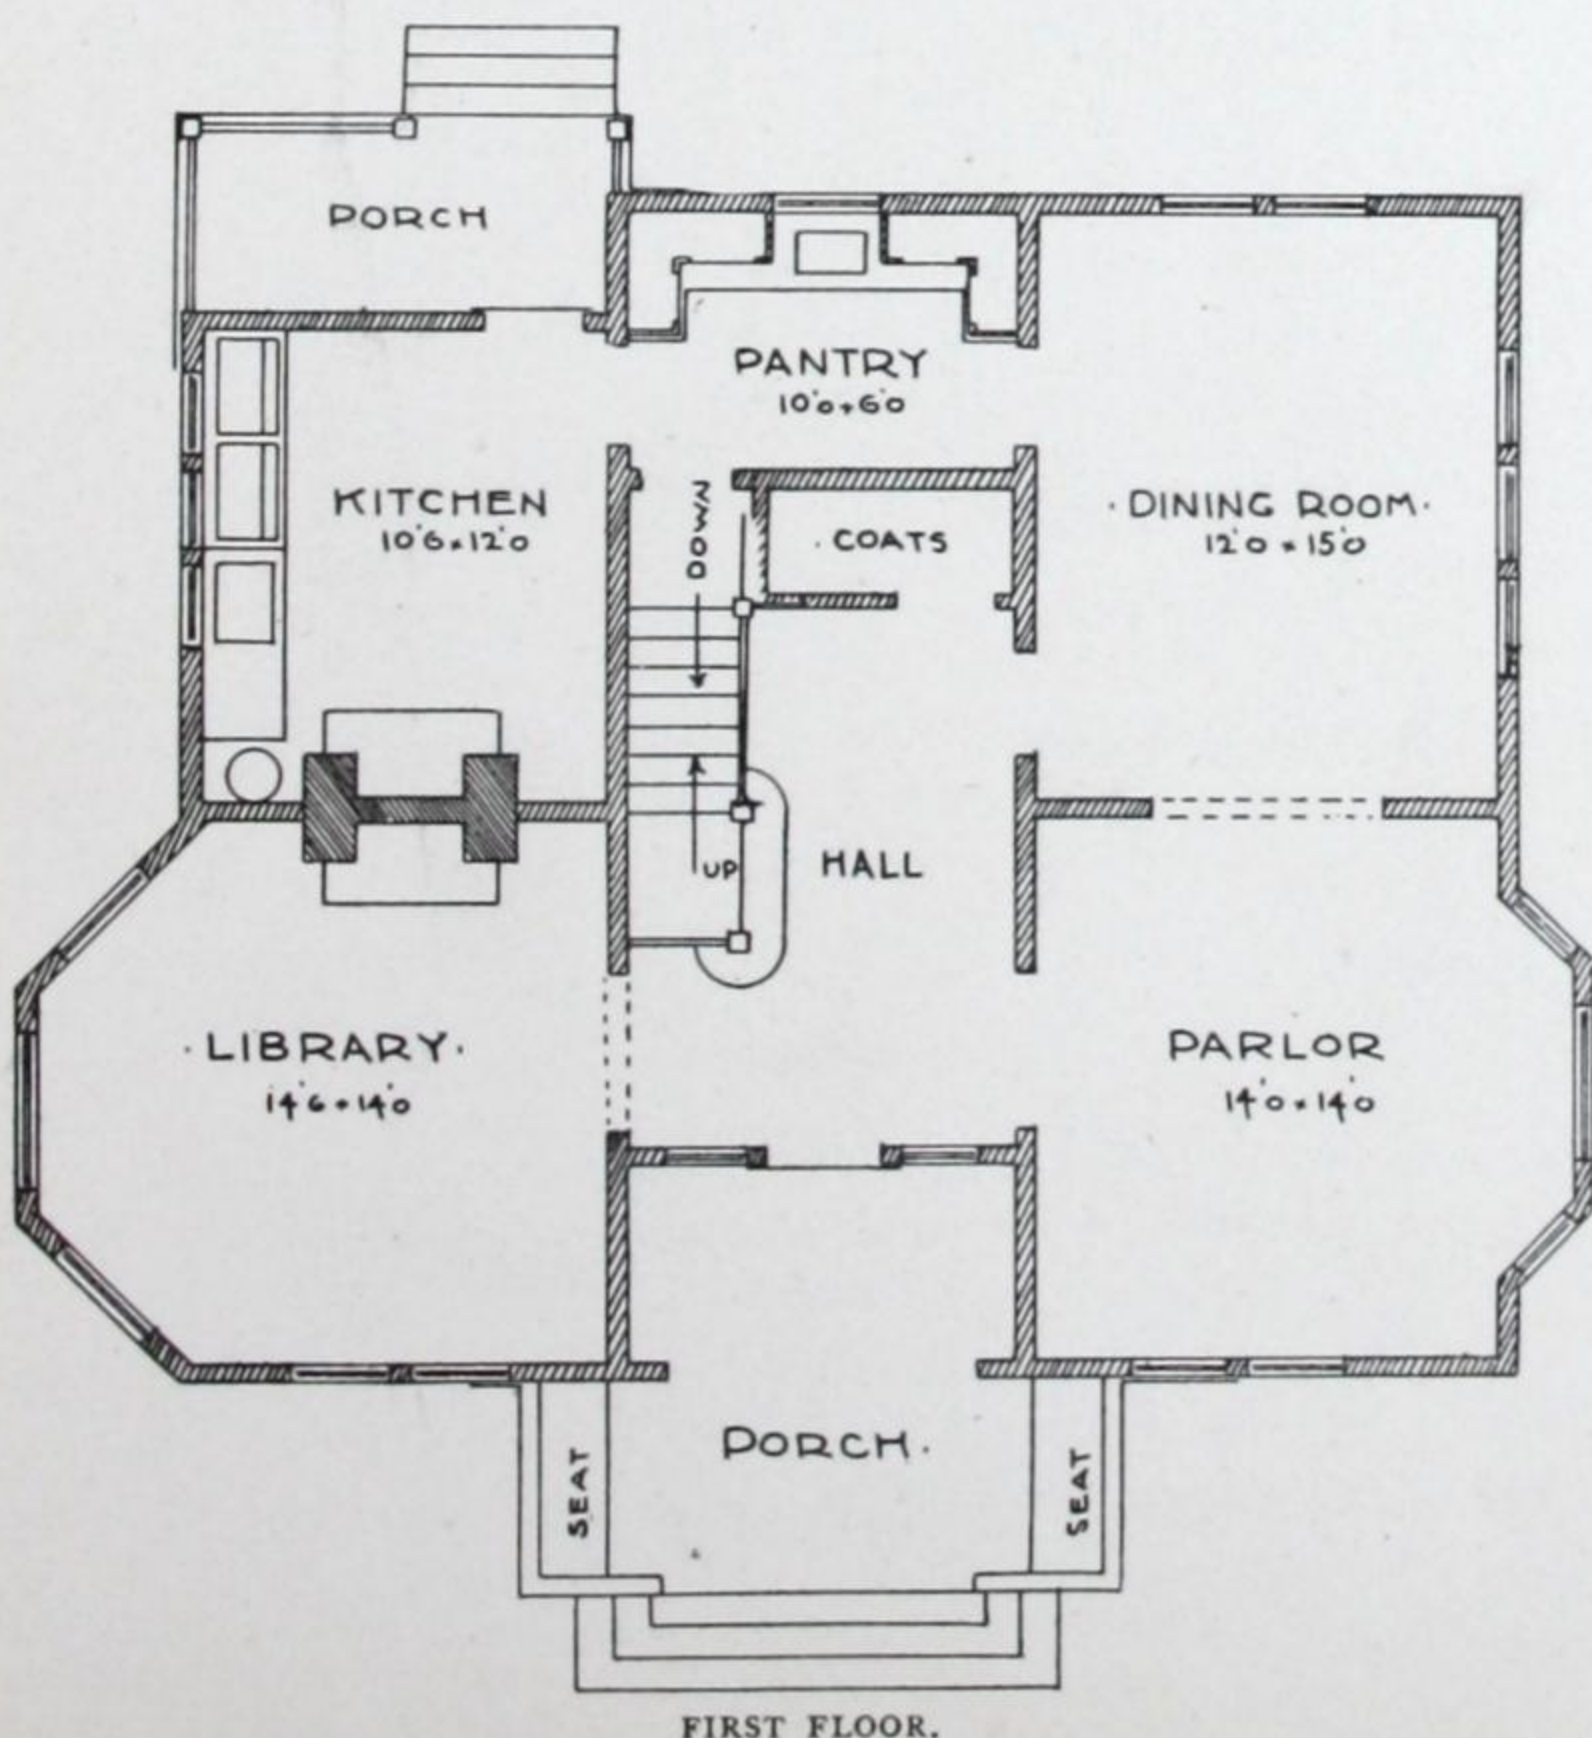 PORCH
PANTRY
10'0 × 6'0
KITCHEN
10'6 × 12'0
DOWN
· COATS
· DINING ROOM ·
12'0 × 15'0
UP
HALL
· LIBRARY ·
14'6 × 14'0
PARLOR
14'0 × 14'0
PORCH ·
SEAT
SEAT
FIRST FLOOR.